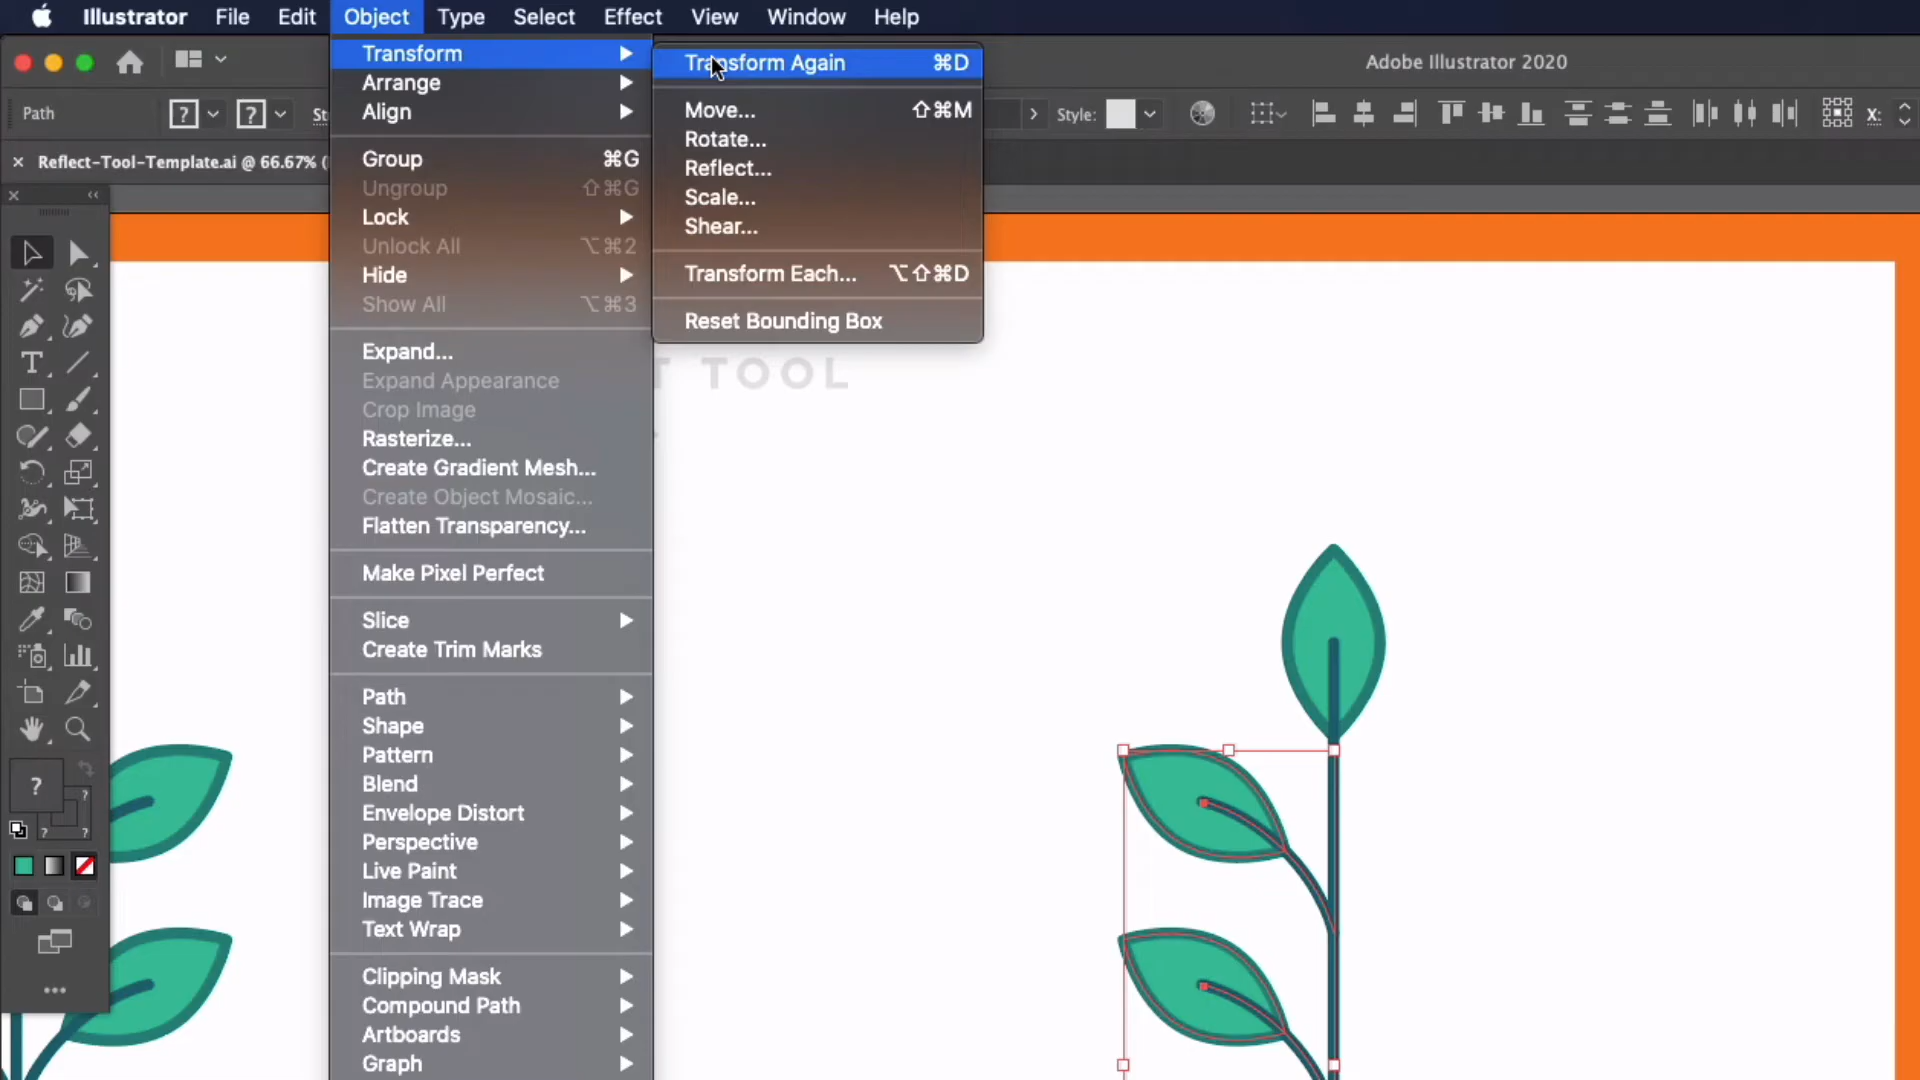 Illustrator File Edit Object Type Select Effect View Window Help
Adobe Illustrator 2020
Path ? ? St Style: X:
× Reflect-Tool-Template.ai @ 66.67% (
Transform
Arrange
Align
Group ⌘G
Ungroup ⇧⌘G
Lock
Unlock All ⌥⌘2
Hide
Show All ⌥⌘3
Expand...
Expand Appearance
Crop Image
Rasterize...
Create Gradient Mesh...
Create Object Mosaic...
Flatten Transparency...
Make Pixel Perfect
Slice
Create Trim Marks
Path
Shape
Pattern
Blend
Envelope Distort
Perspective
Live Paint
Image Trace
Text Wrap
Clipping Mask
Compound Path
Artboards
Graph
Transform Again ⌘D
Move... ⇧⌘M
Rotate...
Reflect...
Scale...
Shear...
Transform Each... ⌥⇧⌘D
Reset Bounding Box
T TOOL
? ? ? ?